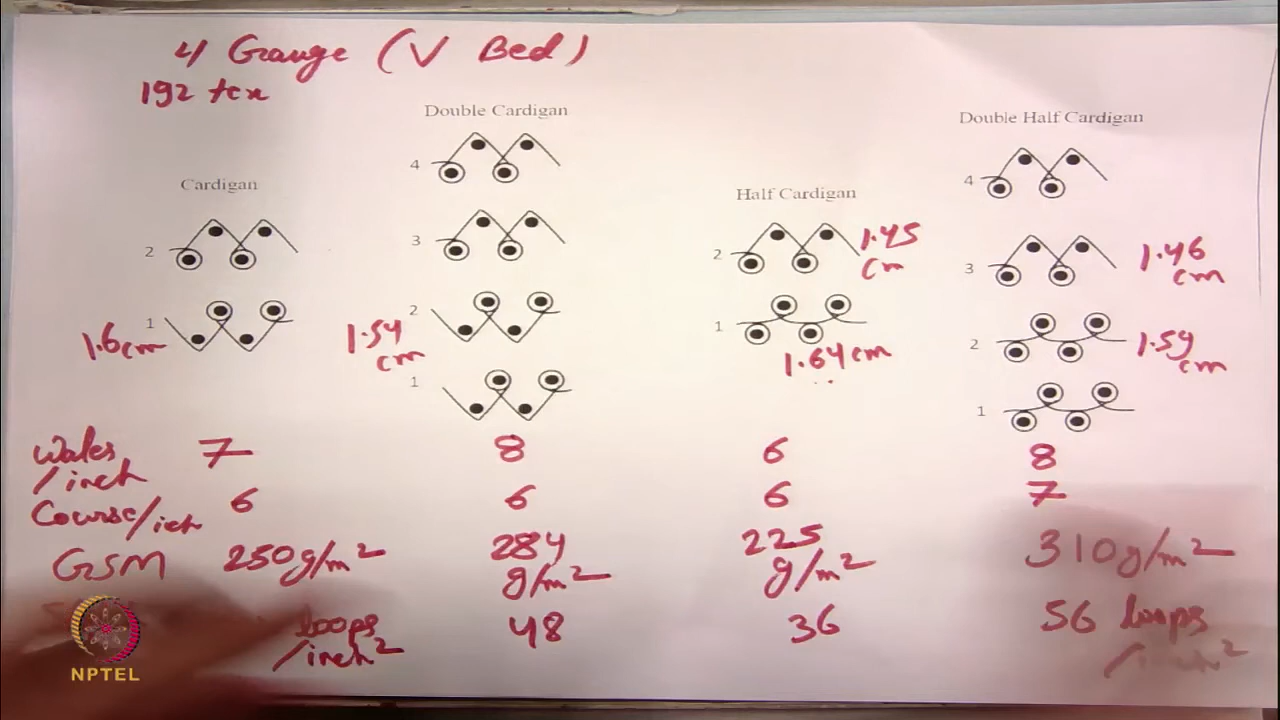 4 Grauge (V Bed)
192 tex
Double Cardigan
Double Half Cardigan
Cardigan
Half Cardigan
4
4
3
3
2
2
1.45 cm
1.46 cm
1
1.6cm
2
1.54 cm
1
1.64cm
2
1.59 cm
1
1
Wales /inch 7 8 6 8
Course/ich 6 6 6 7
GSM 250g/m² 284 g/m² 225 g/m² 310g/m²
loops /inch² 48 36 56 loops /inch²
NPTEL